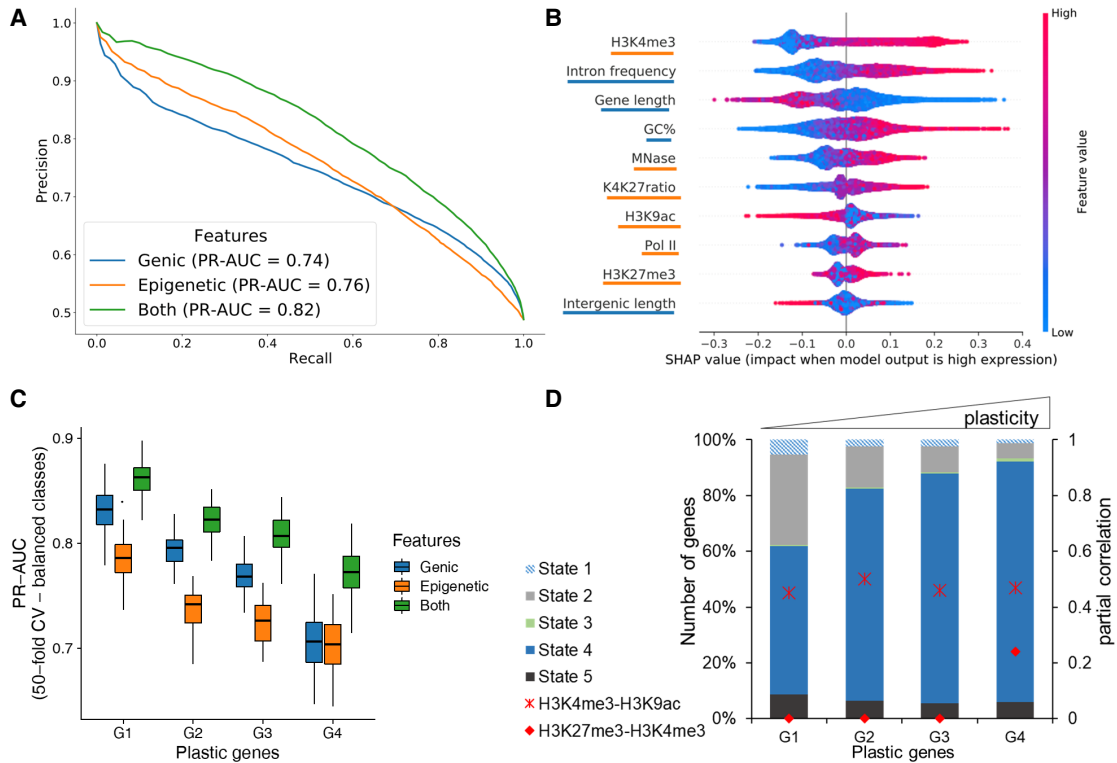 A
1.0
0.9
0.8
0.7
0.6
0.5
Precision
0.0
0.2
0.4
0.6
0.8
1.0
Recall
Features
Genic (PR-AUC = 0.74)
Epigenetic (PR-AUC = 0.76)
Both (PR-AUC = 0.82)
B
H3K4me3
Intron frequency
Gene length
GC%
MNase
K4K27ratio
H3K9ac
Pol II
H3K27me3
Intergenic length
−0.3
−0.2
−0.1
0.0
0.1
0.2
0.3
0.4
SHAP value (impact when model output is high expression)
High
Low
Feature value
C
0.9
0.8
0.7
PR−AUC
(50−fold CV − balanced classes)
G1
G2
G3
G4
Plastic genes
Features
Genic
Epigenetic
Both
D
plasticity
100%
80%
60%
40%
20%
0%
Number of genes
1
0.8
0.6
0.4
0.2
0
partial correlation
G1
G2
G3
G4
Plastic genes
State 1
State 2
State 3
State 4
State 5
H3K4me3-H3K9ac
H3K27me3-H3K4me3